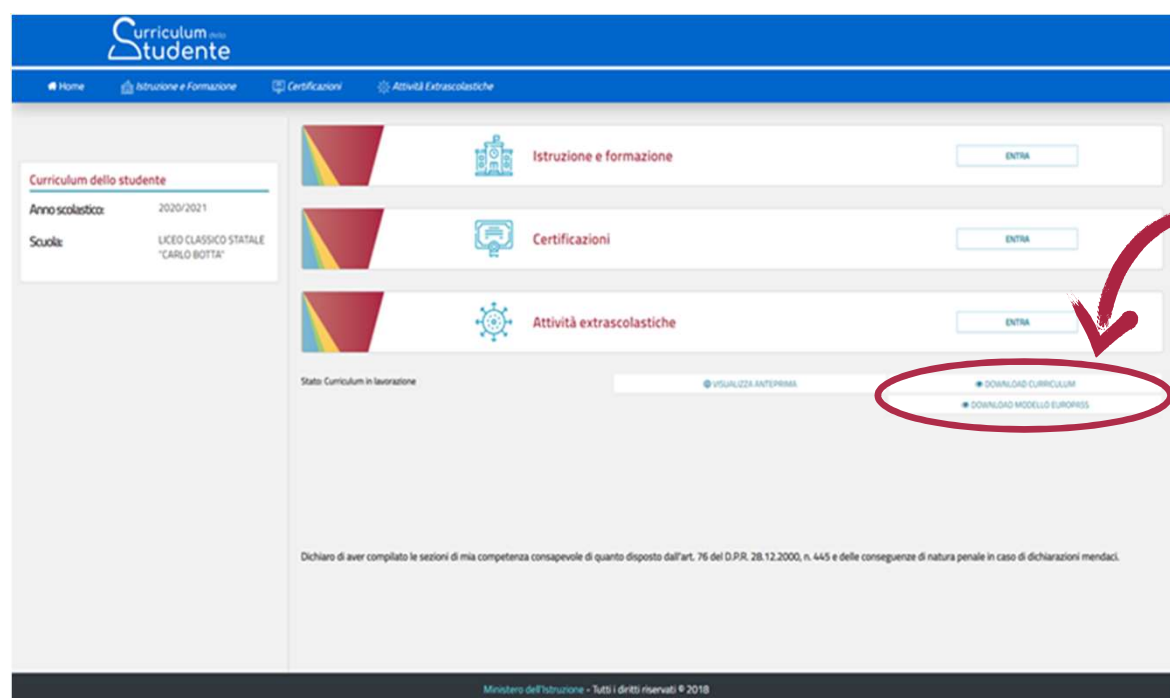 Curriculum dello
Studente
Home
Istruzione e Formazione
Certificazioni
Attività Extrascolastiche
Curriculum dello studente
Anno scolastico:
2020/2021
Scuola:
LICEO CLASSICO STATALE
"CARLO BOTTA"
Istruzione e formazione
ENTRA
Certificazioni
ENTRA
Attività extrascolastiche
ENTRA
Stato: Curriculum in lavorazione
VISUALIZZA ANTEPRIMA
DOWNLOAD CURRICULUM
DOWNLOAD MODELLO EUROPASS
Dichiaro di aver compilato le sezioni di mia competenza consapevole di quanto disposto dall'art. 76 del D.P.R. 28.12.2000, n. 445 e delle conseguenze di natura penale in caso di dichiarazioni mendaci.
Ministero dell'Istruzione - Tutti i diritti riservati © 2018